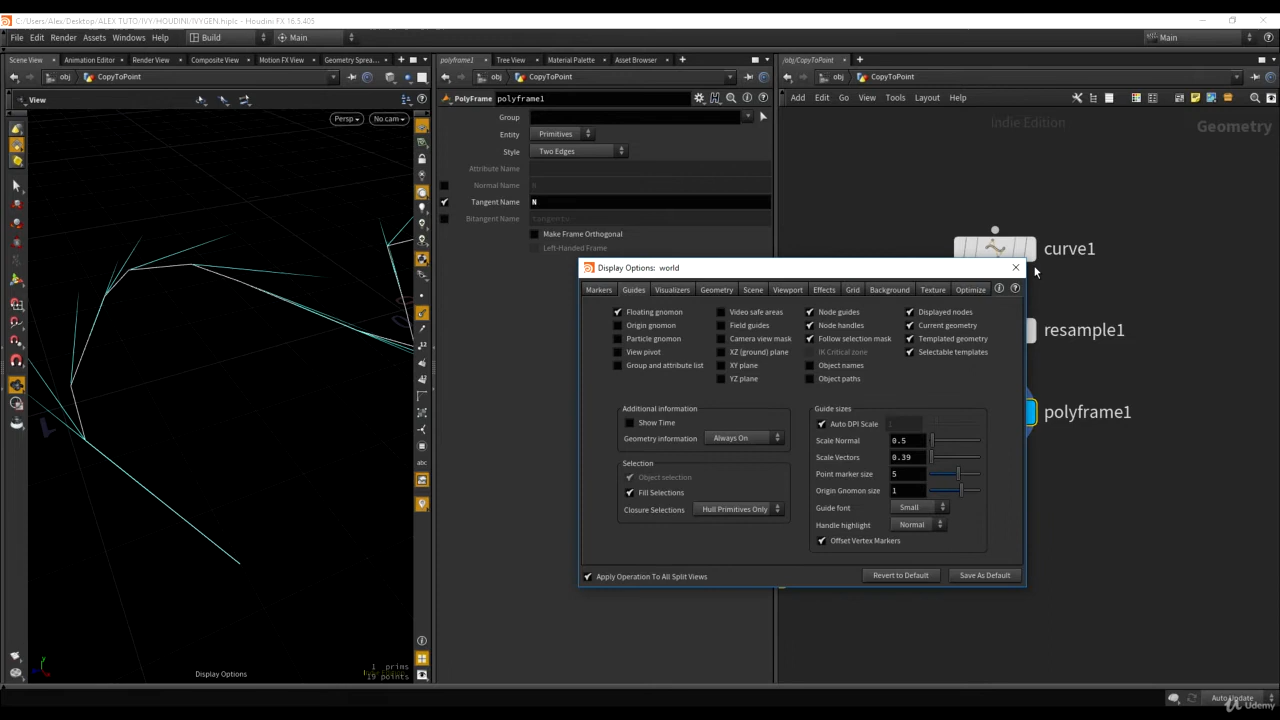 C:/Users/Alex/Desktop/ALEX TUTO/IVY/HOUDINI/IVYGEN.hiplc - Houdini FX 16.5.405
File Edit Render Assets Windows Help Build Main Main
Scene View Animation Editor Render View Composite View Motion FX View Geometry Sprea... polyframe1 Tree View Material Palette Asset Browser /obj/CopyToPoint
obj CopyToPoint obj CopyToPoint obj CopyToPoint
View PolyFrame polyframe1 Add Edit Go View Tools Layout Help
Persp No cam
Group
Entity Primitives
Style Two Edges
Attribute Name
Normal Name
Tangent Name N
Bitangent Name tangentv
Make Frame Orthogonal
Left-Handed Frame
Indie Edition
Geometry
curve1
resample1
polyframe1
Display Options: world
Markers Guides Visualizers Geometry Scene Viewport Effects Grid Background Texture Optimize
Floating gnomon Video safe areas Node guides Displayed nodes
Origin gnomon Field guides Node handles Current geometry
Particle gnomon Camera view mask Follow selection mask Templated geometry
View pivot XZ (ground) plane IK Critical zone Selectable templates
Group and attribute list XY plane Object names
YZ plane Object paths
Additional information Guide sizes
Show Time Auto DPI Scale 1
Geometry information Always On Scale Normal 0.5
Scale Vectors 0.39
Selection
Object selection Point marker size 5
Fill Selections Origin Gnomon size 1
Closure Selections Hull Primitives Only Guide font Small
Handle highlight Normal
Offset Vertex Markers
Apply Operation To All Split Views Revert to Default Save As Default
abc
1 prims
19 points
Display Options
Auto Update
Udemy